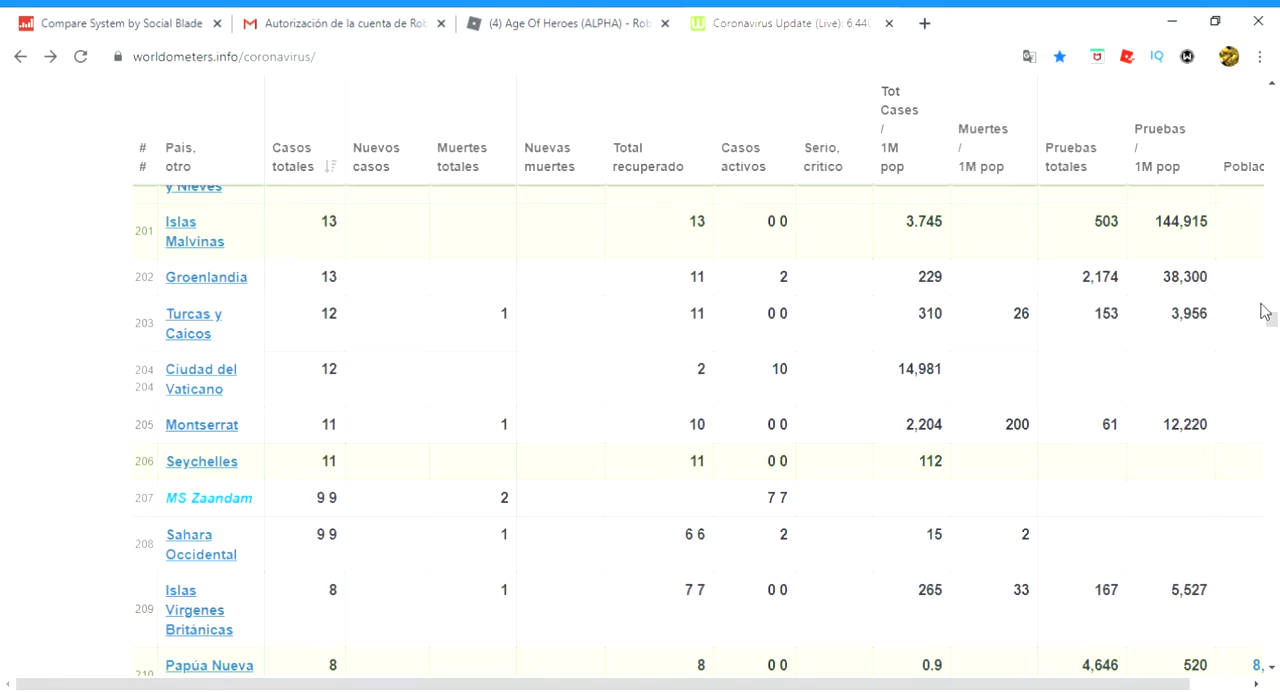 Compare System by Social Blade
Autorización de la cuenta de Rob
(4) Age Of Heroes (ALPHA) - Rob
Coronavirus Update (Live): 6.440
worldometers.info/coronavirus/
IQ
# # País, otro Casos totales Nuevos casos Muertes totales Nuevas muertes Total recuperado Casos activos Serio, crítico Tot Cases / 1M pop Muertes / 1M pop Pruebas totales Pruebas / 1M pop Poblac
y Nieves
201 Islas Malvinas 13 13 0 0 3.745 503 144,915
202 Groenlandia 13 11 2 229 2,174 38,300
203 Turcas y Caicos 12 1 11 0 0 310 26 153 3,956
204 204 Ciudad del Vaticano 12 2 10 14,981
205 Montserrat 11 1 10 0 0 2,204 200 61 12,220
206 Seychelles 11 11 0 0 112
207 MS Zaandam 9 9 2 7 7
208 Sahara Occidental 9 9 1 6 6 2 15 2
209 Islas Vírgenes Británicas 8 1 7 7 0 0 265 33 167 5,527
210 Papúa Nueva 8 8 0 0 0.9 4,646 520 8,